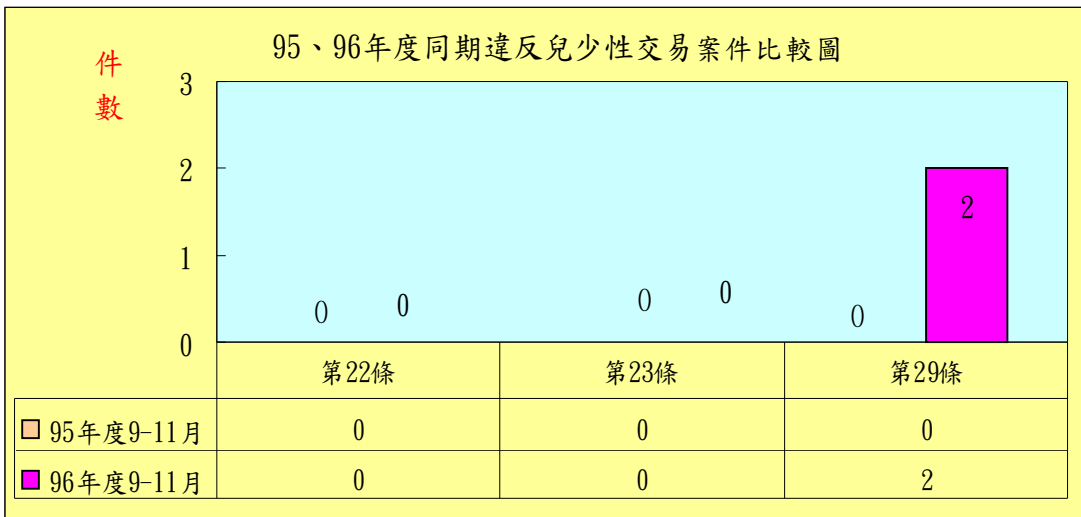 95、96年度同期違反兒少性交易案件比較圖
件
數
3
2
1
0
0 0 0 0 0 2
第22條 第23條 第29條
95年度9-11月 0 0 0
96年度9-11月 0 0 2